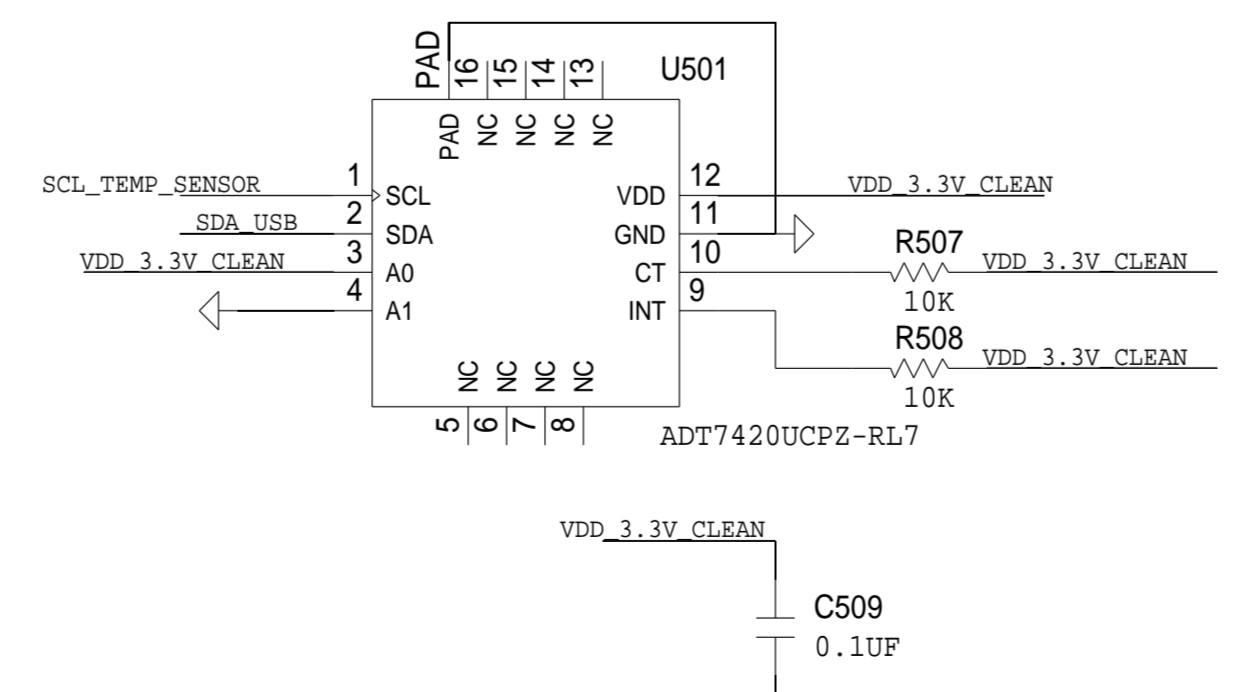 PAD
16 15 14 13
U501
PAD NC NC NC NC
SCL_TEMP_SENSOR 1 SCL VDD 12 VDD_3.3V_CLEAN
SDA_USB 2 SDA GND 11
VDD_3.3V_CLEAN 3 A0 CT 10 R507 VDD_3.3V_CLEAN
10K
4 A1 INT 9
R508 VDD_3.3V_CLEAN
10K
NC NC NC NC
5 6 7 8
ADT7420UCPZ-RL7
VDD_3.3V_CLEAN
C509
0.1UF